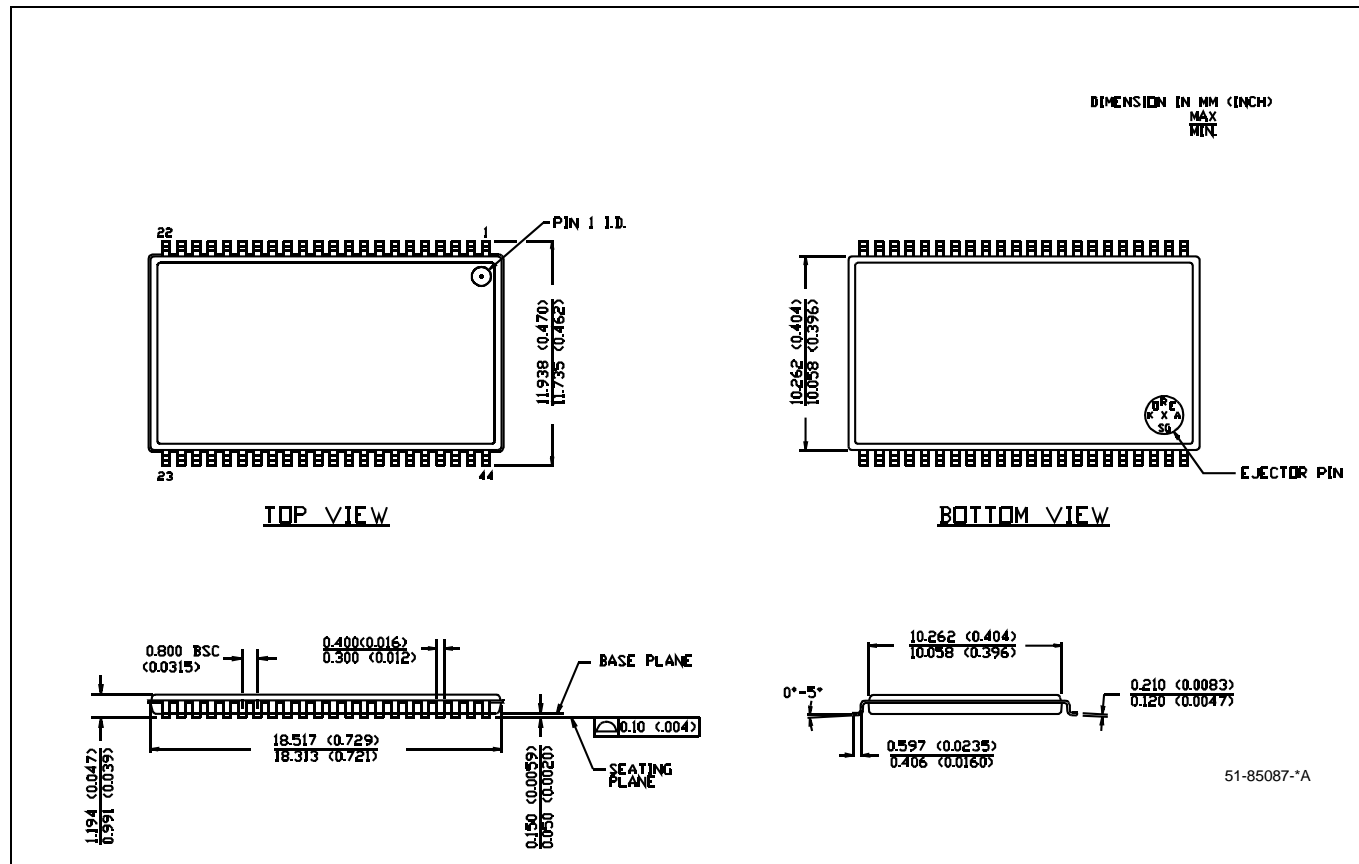 DIMENSION IN MM (INCH)
MAX
MIN.
22
1
PIN 1 I.D.
11.938 (0.470)
11.735 (0.462)
23
44
TOP VIEW
10.262 (0.404)
10.058 (0.396)
O R E
K X A
SG
EJECTOR PIN
BOTTOM VIEW
0.800 BSC
(0.0315)
0.400(0.016)
0.300 (0.012)
BASE PLANE
0.10 (.004)
18.517 (0.729)
18.313 (0.721)
1.194 (0.047)
0.991 (0.039)
0.150 (0.0059)
0.050 (0.0020)
SEATING
PLANE
10.262 (0.404)
10.058 (0.396)
0°-5°
0.210 (0.0083)
0.120 (0.0047)
0.597 (0.0235)
0.406 (0.0160)
51-85087-*A